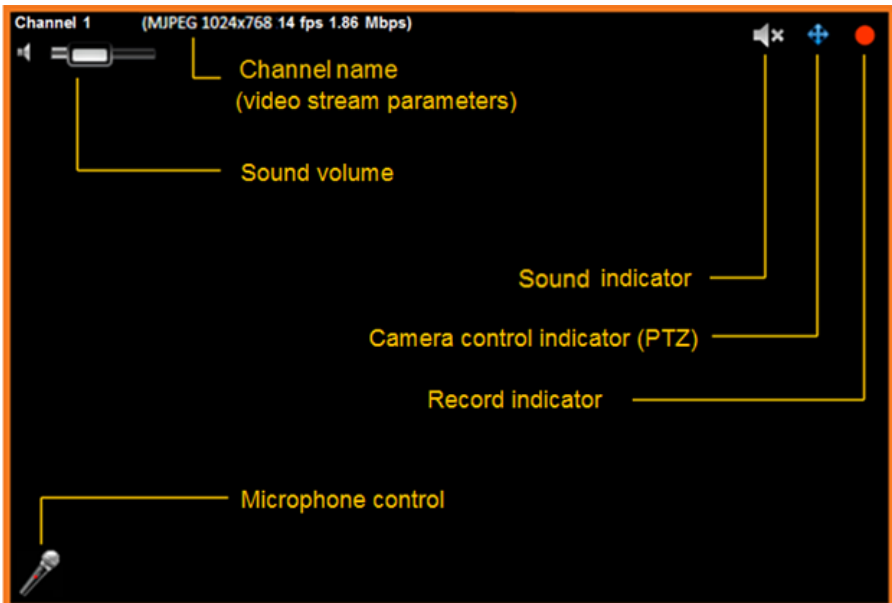 Channel 1 (MJPEG 1024x768 14 fps 1.86 Mbps)
Channel name
(video stream parameters)
Sound volume
Sound indicator
Camera control indicator (PTZ)
Record indicator
Microphone control